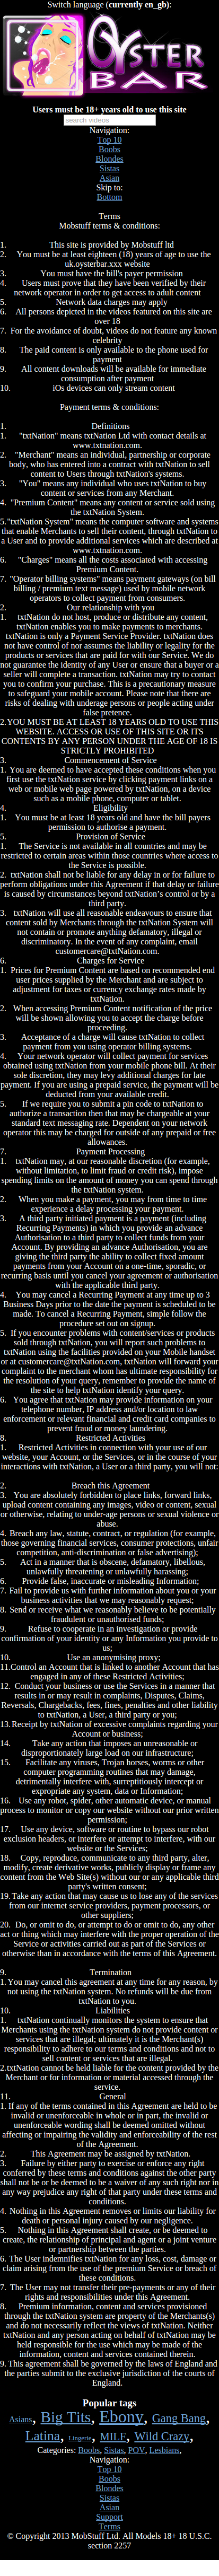 Switch language (currently en_gb):
OYSTER
BAR
Users must be 18+ years old to use this site
search videos
Navigation:
Top 10
Boobs
Blondes
Sistas
Asian
Skip to:
Bottom
Terms
Mobstuff terms & conditions:
1. This site is provided by Mobstuff ltd
2. You must be at least eighteen (18) years of age to use the
uk.oysterbar.xxx website
3. You must have the bill's payer permission
4. Users must prove that they have been verified by their
network operator in order to get access to adult content
5. Network data charges may apply
6. All persons depicted in the videos featured on this site are
over 18
7. For the avoidance of doubt, videos do not feature any known
celebrity
8. The paid content is only available to the phone used for
payment
9. All content downloads will be available for immediate
consumption after payment
10. iOs devices can only stream content
Payment terms & conditions:
1. Definitions
1. "txtNation" means txtNation Ltd with contact details at
www.txtnation.com.
2. "Merchant" means an individual, partnership or corporate
body, who has entered into a contract with txtNation to sell
content to Users through txtNation's systems.
3. "You" means any individual who uses txtNation to buy
content or services from any Merchant.
4. "Premium Content" means any content or service sold using
the txtNation System.
5."txtNation System" means the computer software and systems
that enable Merchants to sell their content, through txtNation to
a User and to provide additional services which are described at
www.txtnation.com.
6. "Charges" means all the costs associated with accessing
Premium Content.
7. "Operator billing systems" means payment gateways (on bill
billing / premium text message) used by mobile network
operators to collect payment from consumers.
2. Our relationship with you
1. txtNation do not host, produce or distribute any content,
txtNation enables you to make payments to merchants.
txtNation is only a Payment Service Provider. txtNation does
not have control of nor assumes the liability or legality for the
products or services that are paid for with our Service. We do
not guarantee the identity of any User or ensure that a buyer or a
seller will complete a transaction. txtNation may try to contact
you to confirm your purchase. This is a precautionary measure
to safeguard mobile account. Please note that there are
risks of dealing with underage persons or people acting under
false pretence.
2.YOU MUST BE AT LEAST 18 YEARS OLD TO USE THIS
WEBSITE. ACCESS OR USE OF THIS SITE OR ITS
CONTENTS BY ANY PERSON UNDER THE AGE OF 18 IS
STRICTLY PROHIBITED
3. Commencement of Service
1. You are deemed to have accepted these conditions when you
first use the txtNation service by clicking payment links on a
web or mobile web page powered by txtNation, on a device
such as a mobile phone, computer or tablet.
4. Eligibility
1. You must be at least 18 years old and have the bill payers
permission to authorise a payment.
5. Provision of Service
1. The Service is not available in all countries and may be
restricted to certain areas within those countries where access to
the Service is possible.
2. txtNation shall not be liable for any delay in or for failure to
perform obligations under this Agreement if that delay or failure
is caused by circumstances beyond txtNation's control or by a
third party.
3. txtNation will use all reasonable endeavours to ensure that
content sold by Merchants through the txtNation System will
not contain or promote anything defamatory, illegal or
discriminatory. In the event of any complaint, email
customercare@txtNation.com.
6. Charges for Service
1. Prices for Premium Content are based on recommended end
user prices supplied by the Merchant and are subject to
adjustment for taxes or currency exchange rates made by
txtNation.
2. When accessing Premium Content notification of the price
will be shown allowing you to accept the charge before
proceeding.
3. Acceptance of a charge will cause txtNation to collect
payment from you using operator billing systems.
4. Your network operator will collect payment for services
obtained using txtNation from your mobile phone bill. At their
sole discretion, they may levy additional charges for late
payment. If you are using a prepaid service, the payment will be
deducted from your available credit.
5. If we require you to submit a pin code to txtNation to
authorize a transaction then that may be chargeable at your
standard text messaging rate. Dependent on your network
operator this may be charged for outside of any prepaid or free
allowances.
7. Payment Processing
1. txtNation may, at our reasonable discretion (for example,
without limitation, to limit fraud or credit risk), impose
spending limits on the amount of money you can spend through
the txtNation system.
2. When you make a payment, you may from time to time
experience a delay processing your payment.
3. A third party initiated payment is a payment (including
Recurring Payments) in which you provide an advance
Authorisation to a third party to collect funds from your
Account. By providing an advance Authorisation, you are
giving the third party the ability to collect fixed amount
payments from your Account on a one-time, sporadic, or
recurring basis until you cancel your agreement or authorisation
with the applicable third party.
4. You may cancel a Recurring Payment at any time up to 3
Business Days prior to the date the payment is scheduled to be
made. To cancel a Recurring Payment, simple follow the
procedure set out on signup.
5. If you encounter problems with content/services or products
sold through txtNation, you will report such problems to
txtNation using the facilities provided on your Mobile handset
or at customercare@txtNation.com, txtNation will forward your
complaint to the merchant whom has ultimate responsibility for
the resolution of your query, remember to provide the name of
the site to help txtNation identify your query.
6. You agree that txtNation may provide information on your
telephone number, IP address and/or location to law
enforcement or relevant financial and credit card companies to
prevent fraud or money laundering.
8. Restricted Activities
1. Restricted Activities in connection with your use of our
website, your Account, or the Services, or in the course of your
interactions with txtNation, a User or a third party, you will not:
2. Breach this Agreement
3. You are absolutely forbidden to place links, forward links,
upload content containing any images, video or content, sexual
or otherwise, relating to under-age persons or sexual violence or
abuse.
4. Breach any law, statute, contract, or regulation (for example,
those governing financial services, consumer protections, unfair
competition, anti-discrimination or false advertising);
5. Act in a manner that is obscene, defamatory, libellous,
unlawfully threatening or unlawfully harassing;
6. Provide false, inaccurate or misleading Information;
7. Fail to provide us with further information about you or your
business activities that we may reasonably request;
8. Send or receive what we reasonably believe to be potentially
fraudulent or unauthorised funds;
9. Refuse to cooperate in an investigation or provide
confirmation of your identity or any Information you provide to
us;
10. Use an anonymising proxy;
11.Control an Account that is linked to another Account that has
engaged in any of these Restricted Activities;
12. Conduct your business or use the Services in a manner that
results in or may result in complaints, Disputes, Claims,
Reversals, Chargebacks, fees, fines, penalties and other liability
to txtNation, a User, a third party or you;
13.Receipt by txtNation of excessive complaints regarding your
Account or business;
14. Take any action that imposes an unreasonable or
disproportionately large load on our infrastructure;
15. Facilitate any viruses, Trojan horses, worms or other
computer programming routines that may damage,
detrimentally interfere with, surreptitiously intercept or
expropriate any system, data or Information;
16. Use any robot, spider, other automatic device, or manual
process to monitor or copy our website without our prior written
permission;
17. Use any device, software or routine to bypass our robot
exclusion headers, or interfere or attempt to interfere, with our
website or the Services;
18. Copy, reproduce, communicate to any third party, alter,
modify, create derivative works, publicly display or frame any
content from the Web Site(s) without our or any applicable third
party's written consent;
19.Take any action that may cause us to lose any of the services
from our internet service providers, payment processors, or
other suppliers;
20. Do, or omit to do, or attempt to do or omit to do, any other
act or thing which may interfere with the proper operation of the
Service or activities carried out as part of the Services or
otherwise than in accordance with the terms of this Agreement.
9. Termination
1.You may cancel this agreement at any time for any reason, by
not using the txtNation system. No refunds will be due from
txtNation to you.
10. Liabilities
1. txtNation continually monitors the system to ensure that
Merchants using the txtNation system do not provide content or
services that are illegal; ultimately it is the Merchant(s)
responsibility to adhere to our terms and conditions and not to
sell content or services that are illegal.
2.txtNation cannot be held liable for the content provided by the
Merchant or for information or material accessed through the
service.
11. General
1. If any of the terms contained in this Agreement are held to be
invalid or unenforceable in whole or in part, the invalid or
unenforceable wording shall be deemed omitted without
affecting or impairing the validity and enforceability of the rest
of the Agreement.
2. This Agreement may be assigned by txtNation.
3. Failure by either party to exercise or enforce any right
conferred by these terms and conditions against the other party
shall not be or be deemed to be a waiver of any such right nor in
any way prejudice any right of that party under these terms and
conditions.
4. Nothing in this Agreement removes or limits our liability for
death or personal injury caused by our negligence.
5. Nothing in this Agreement shall create, or be deemed to
create, the relationship of principal and agent or a joint venture
or partnership between the parties.
6. The User indemnifies txtNation for any loss, cost, damage or
claim arising from the use of the premium Service or breach of
these conditions.
7. The User may not transfer their pre-payments or any of their
rights and responsibilities under this Agreement.
8. Premium information, content and services provisioned
through the txtNation system are property of the Merchant(s)
and do not necessarily reflect the views of txtNation. Neither
txtNation and any person used by our billing system accept any
liability whatsoever for the accuracy of such information.
9. This agreement shall be governed by the laws of England and
the parties submit to the exclusive jurisdiction of the courts of
England.
Popular tags
Asians, Big Tits, Ebony, Gang Bang,
Latina, Lingerie, MILF, Wild Crazy,
Categories: Boobs, Sistas, POV, Lesbians,
Navigation:
Top 10
Boobs
Blondes
Sistas
Asian
Support
Terms
© Copyright 2013 MobStuff Ltd. All Models 18+ 18 U.S.C.
section 2257